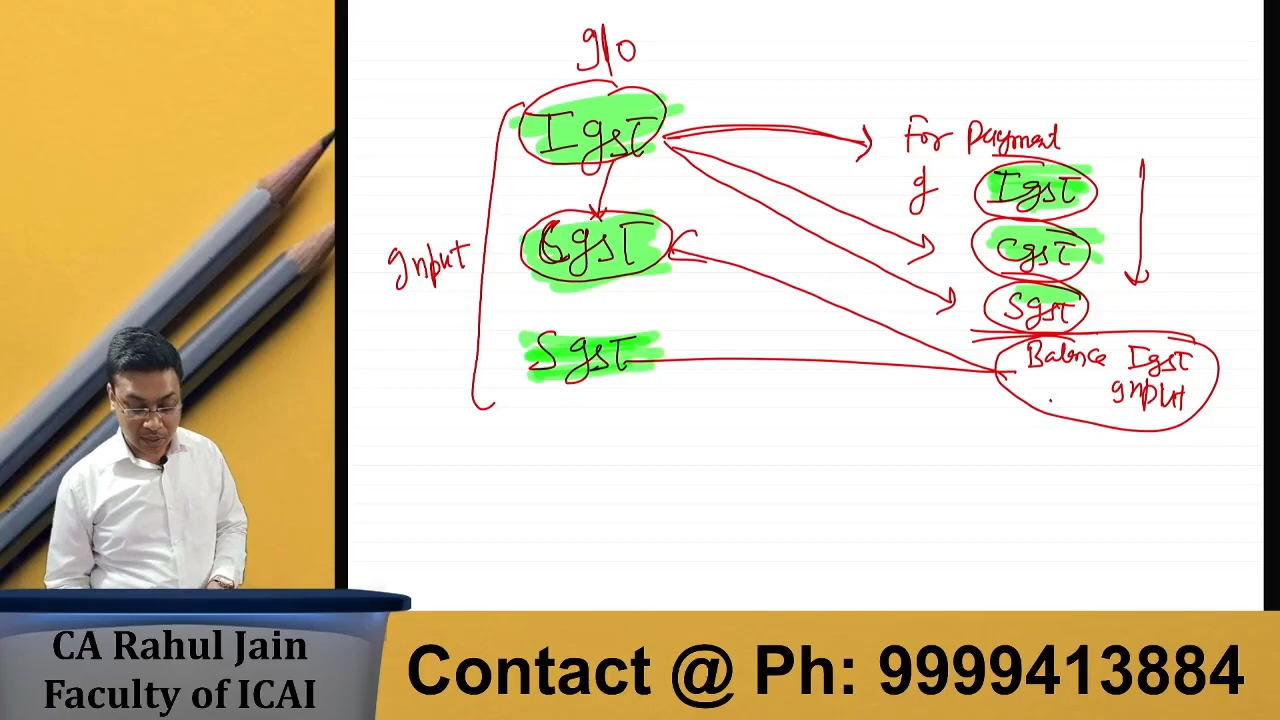 I/O
IgST
CgST
SgST
Input
For Payment
of
IgST
CgST
SgST
Balence IgST
Input
CA Rahul Jain
Faculty of ICAI
Contact @ Ph: 9999413884